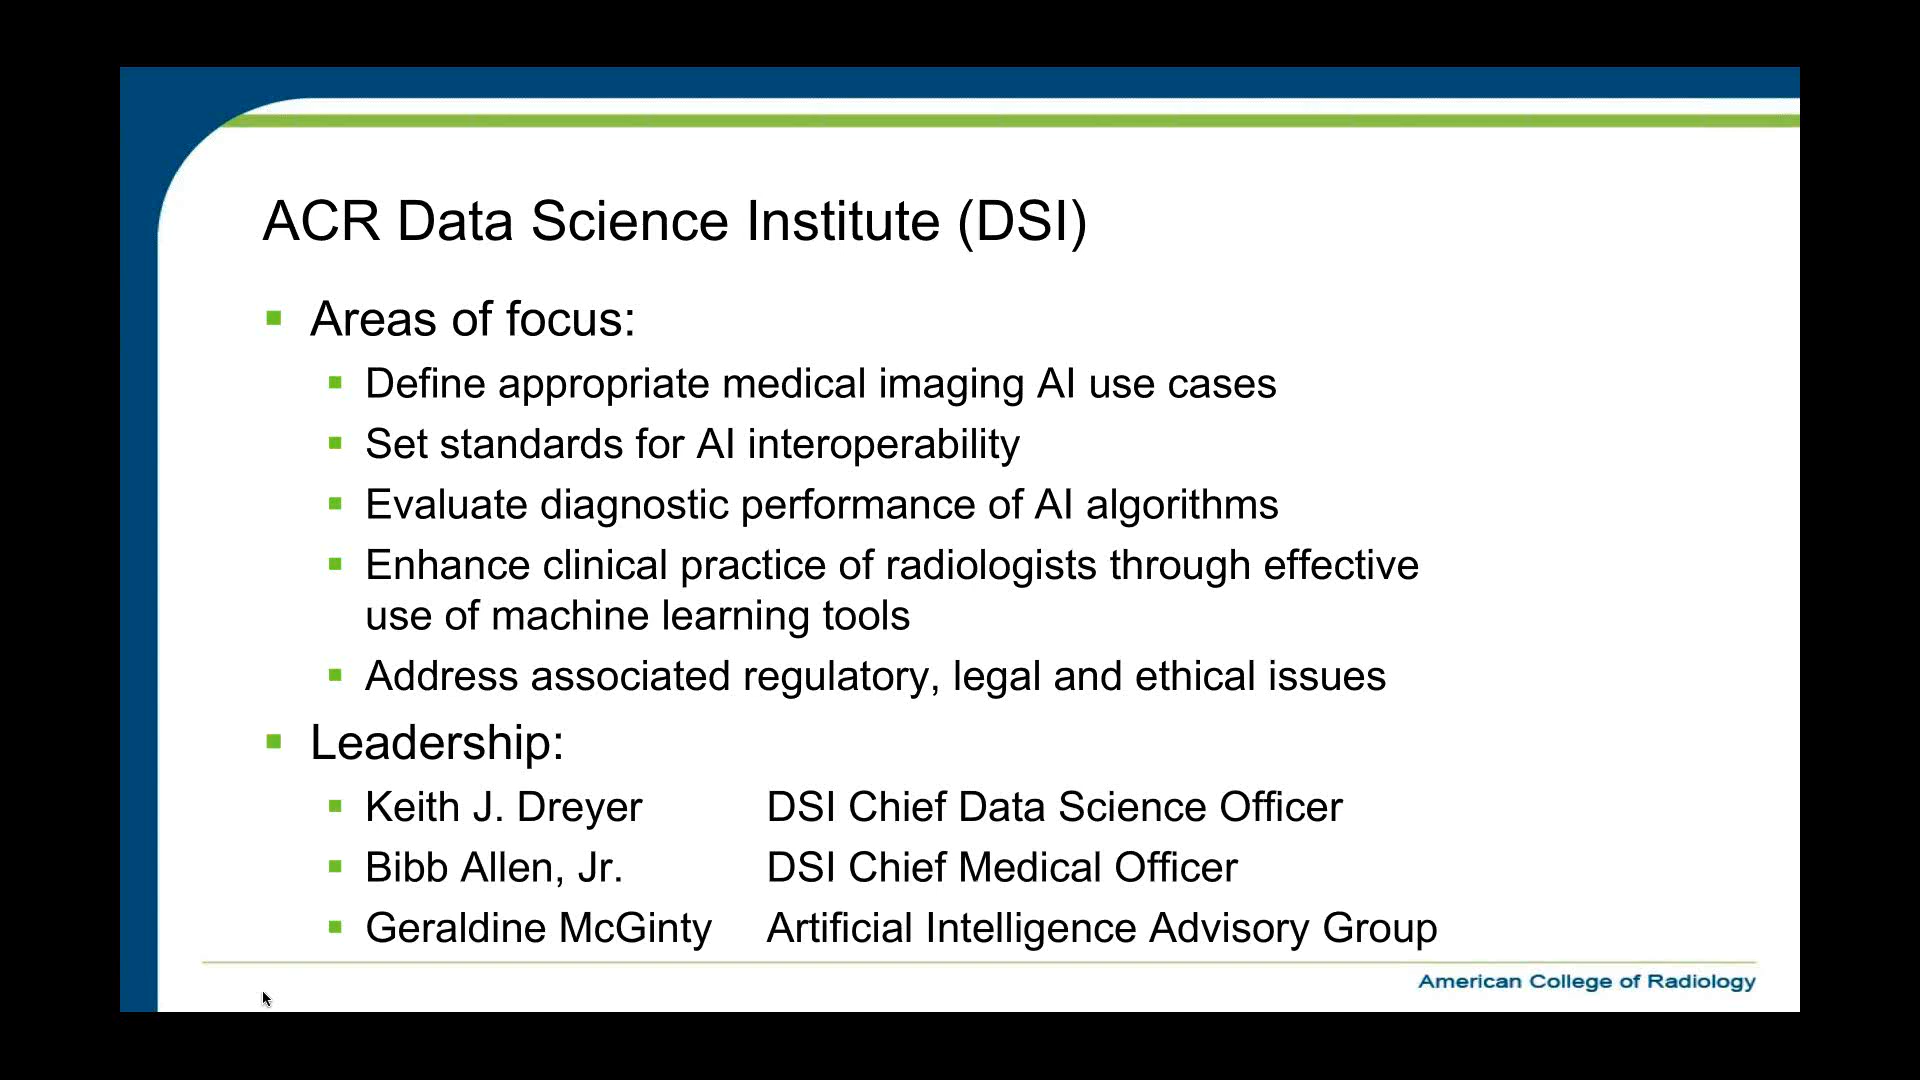 ACR Data Science Institute (DSI)
Areas of focus:
Define appropriate medical imaging AI use cases
Set standards for AI interoperability
Evaluate diagnostic performance of AI algorithms
Enhance clinical practice of radiologists through effective
use of machine learning tools
Address associated regulatory, legal and ethical issues
Leadership:
Keith J. Dreyer DSI Chief Data Science Officer
Bibb Allen, Jr. DSI Chief Medical Officer
Geraldine McGinty Artificial Intelligence Advisory Group
American College of Radiology